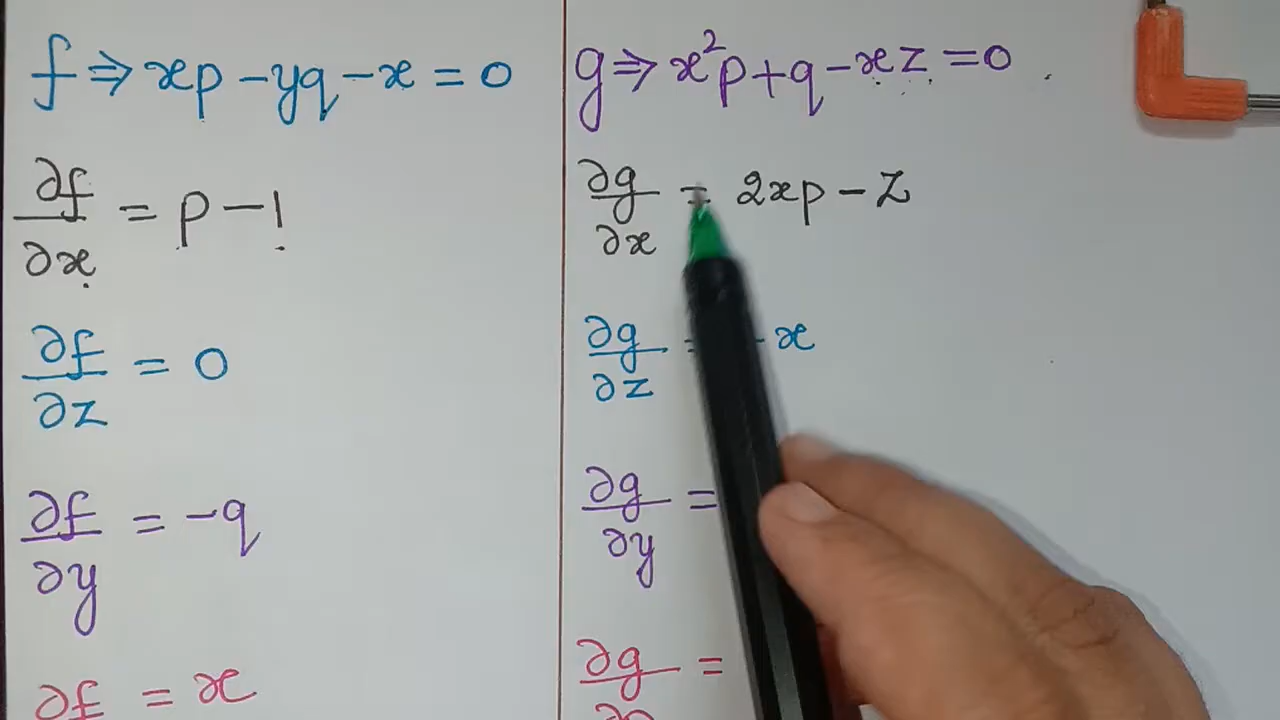 f ⇒ xp - yq - x = 0
∂f/∂x = p - 1
∂f/∂z = 0
∂f/∂y = -q
∂f = x
g ⇒ x²p + q - xz = 0
∂g/∂x = 2xp - z
∂g/∂z = - x
∂g/∂y =
∂g =